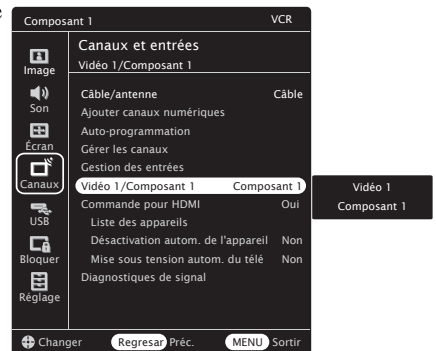 Composant 1 VCR
Canaux et entrées
Vidéo 1/Composant 1
Image
Son
Écran
Canaux
USB
Bloquer
Réglage
Câble/antenne Câble
Ajouter canaux numériques
Auto-programmation
Gérer les canaux
Gestion des entrées
Vidéo 1/Composant 1 Composant 1
Commande pour HDMI Oui
Liste des appareils
Désactivation autom. de l'appareil Non
Mise sous tension autom. du télé Non
Diagnostiques de signal
Vidéo 1
Composant 1
Changer Regresar Préc. MENU Sortir